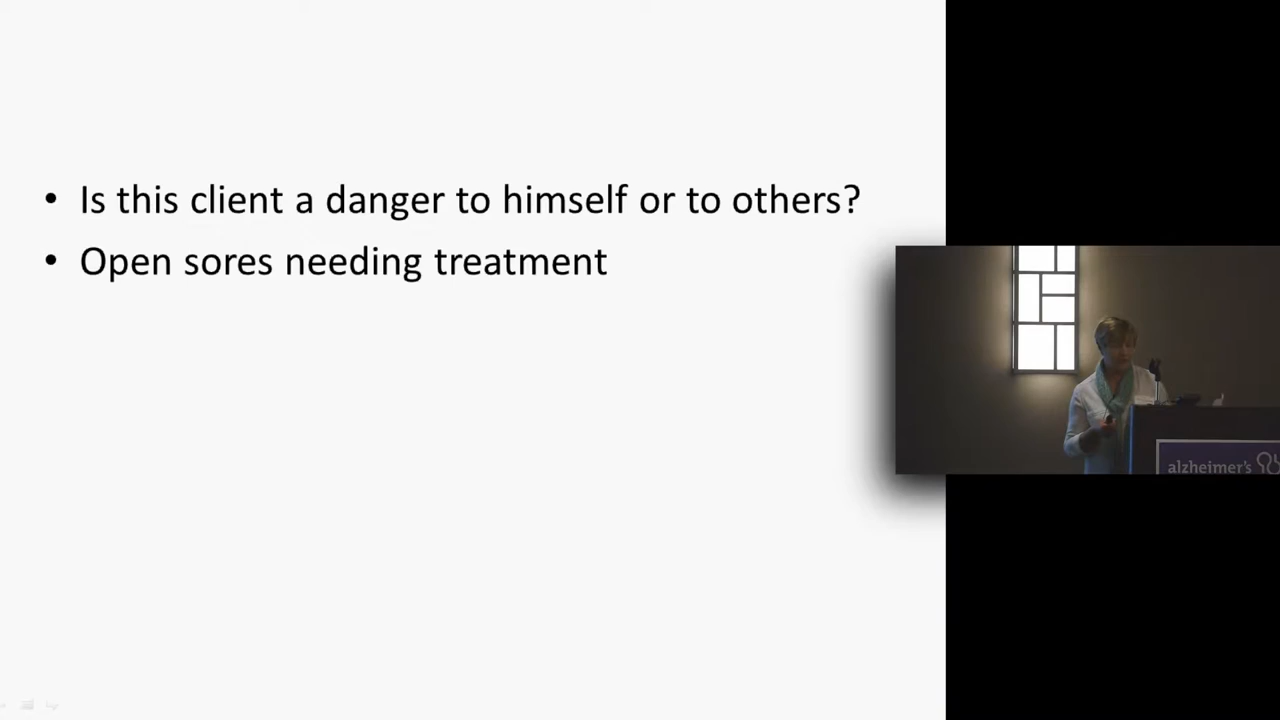 • Is this client a danger to himself or to others?
• Open sores needing treatment
alzheimer's